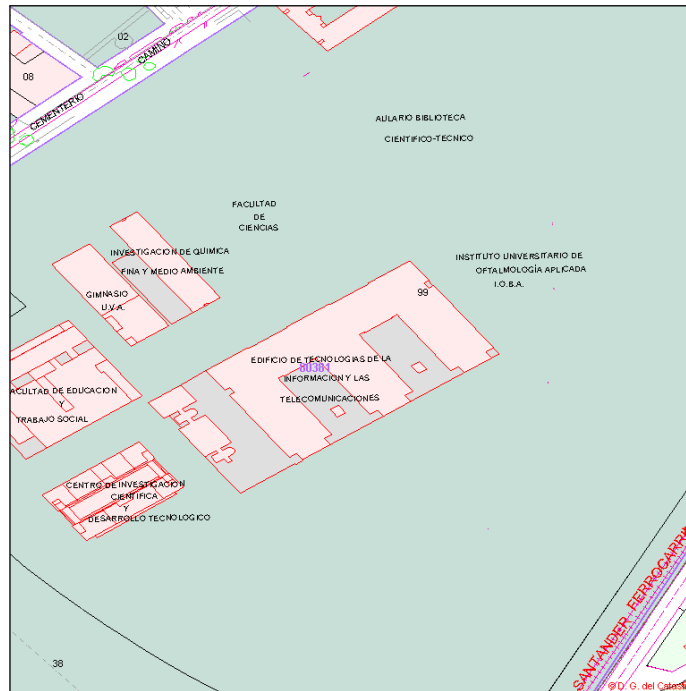 02
08
CEMENTERIO CAMINO
AULARIO BIBLIOTECA
CIENTIFICO-TECNICO
FACULTAD
DE
CIENCIAS
INVESTIGACION DE QUIMICA
FINA Y MEDIO AMBIENTE
INSTITUTO UNIVERSITARIO DE
OFTALMOLOGÍA APLICADA
I.O.B.A.
GIMNASIO
U.V.A.
99
EDIFICIO DE TECNOLOGIAS DE LA
80381
INFORMACION Y LAS
TELECOMUNICACIONES
ACULTAD DE EDUCACION
Y
TRABAJO SOCIAL
CENTRO DE INVESTIGACION
CIENTIFICA
Y
DESARROLLO TECNOLOGICO
SANTANDER FERROCARRI
38
© D. G. del Catast